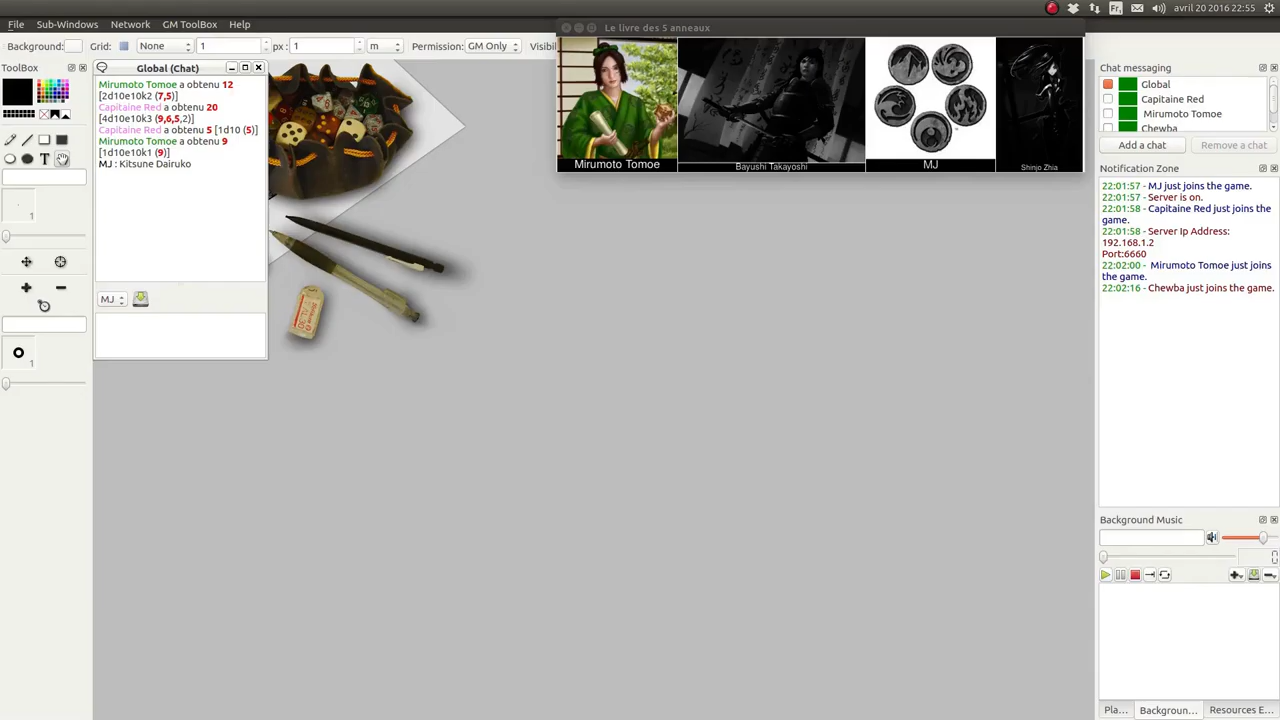 Fr
avril 20 2016 22:55
File Sub-Windows Network GM ToolBox Help
Le livre des 5 anneaux
Background: Grid: None 1 px : 1 m Permission: GM Only Visibi
ToolBox
Global (Chat)
Mirumoto Tomoe a obtenu 12
[2d10e10k2 (7,5)]
Capitaine Red a obtenu 20
[4d10e10k3 (9,6,5,2)]
Capitaine Red a obtenu 5 [1d10 (5)]
Mirumoto Tomoe a obtenu 9
[1d10e10k1 (9)]
MJ : Kitsune Dairuko
MJ
T
1
1
Mirumoto Tomoe
Bayushi Takayoshi
MJ
Shinjo Zhia
Chat messaging
Global
Capitaine Red
Mirumoto Tomoe
Chewba
Add a chat Remove a chat
Notification Zone
22:01:57 - MJ just joins the game.
22:01:57 - Server is on.
22:01:58 - Capitaine Red just joins the
game.
22:01:58 - Server Ip Address:
192.168.1.2
Port:6660
22:02:00 - Mirumoto Tomoe just joins
the game.
22:02:16 - Chewba just joins the game.
Background Music
Pla... Backgroun... Resources E...